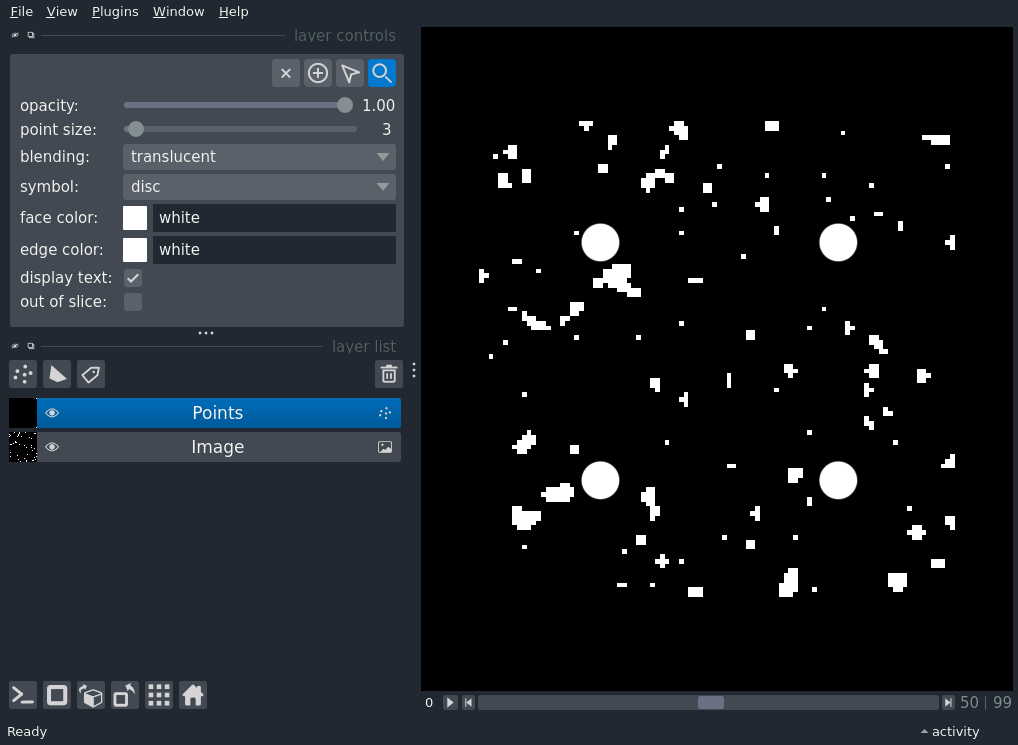 File View Plugins Window Help
layer controls
opacity: 1.00
point size: 3
blending: translucent
symbol: disc
face color: white
edge color: white
display text:
out of slice:
layer list
Points
Image
0 50 | 99
Ready activity